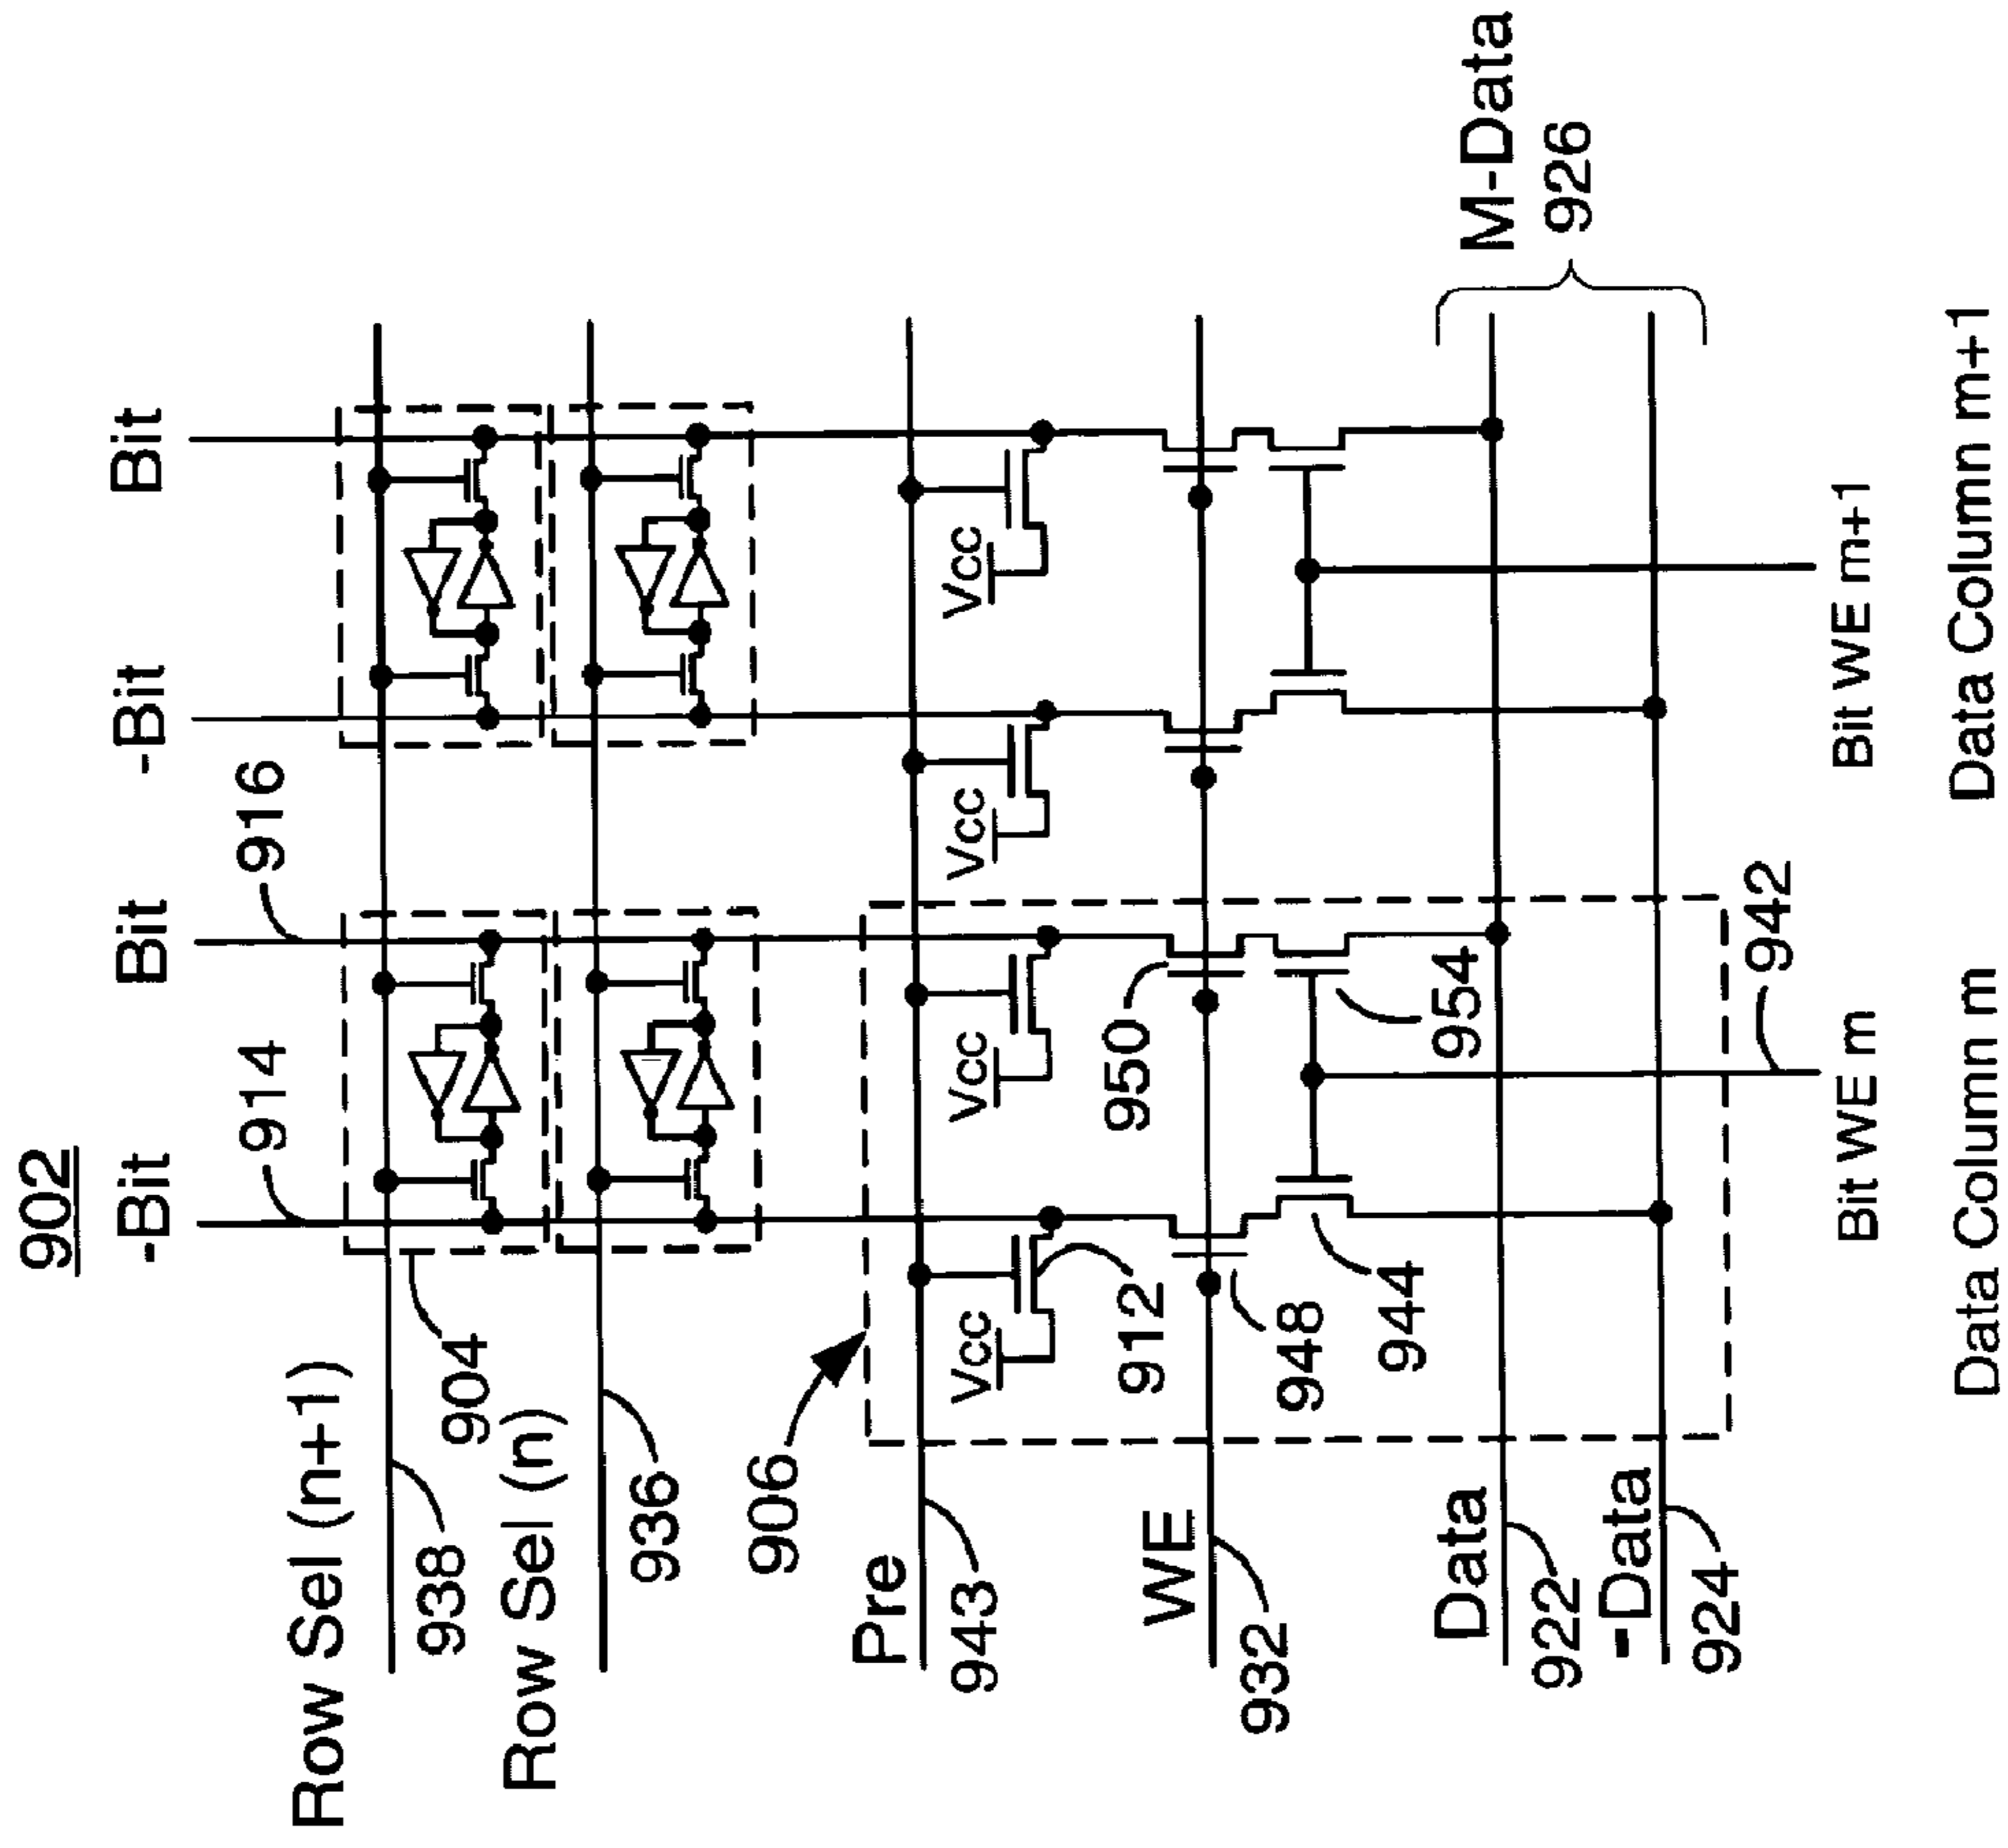 902
-Bit
914
Bit
916
-Bit
Bit
Row Sel (n+1)
938
904
Row Sel (n)
936
906
Pre
943
Vcc
912
Vcc
Vcc
Vcc
WE
932
948
944
950
954
Data
922
-Data
924
M-Data
926
942
Bit WE m
Bit WE m+1
Data Column m
Data Column m+1